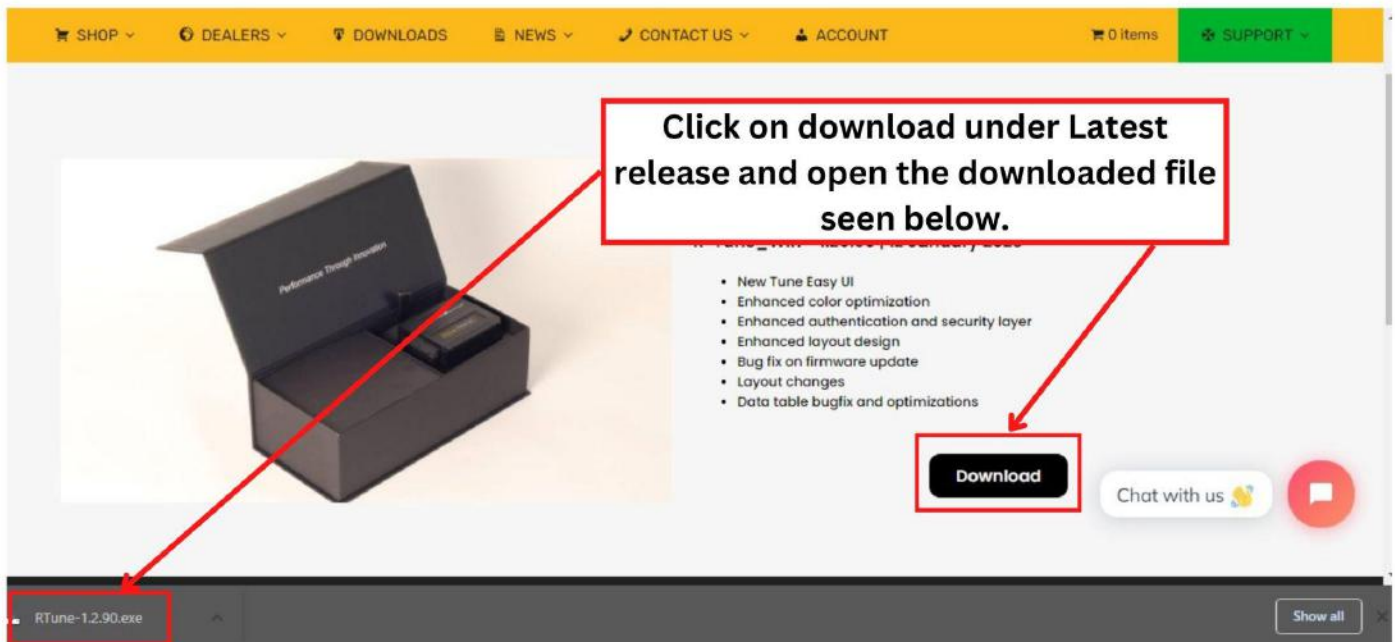 SHOP
DEALERS
DOWNLOADS
NEWS
CONTACT US
ACCOUNT
0 items
SUPPORT
Click on download under Latest
release and open the downloaded file
seen below.
Performance Through Innovation
New Tune Easy UI
Enhanced color optimization
Enhanced authentication and security layer
Enhanced layout design
Bug fix on firmware update
Layout changes
Data table bugfix and optimizations
Download
Chat with us 👋
RTune-1.2.90.exe
Show all